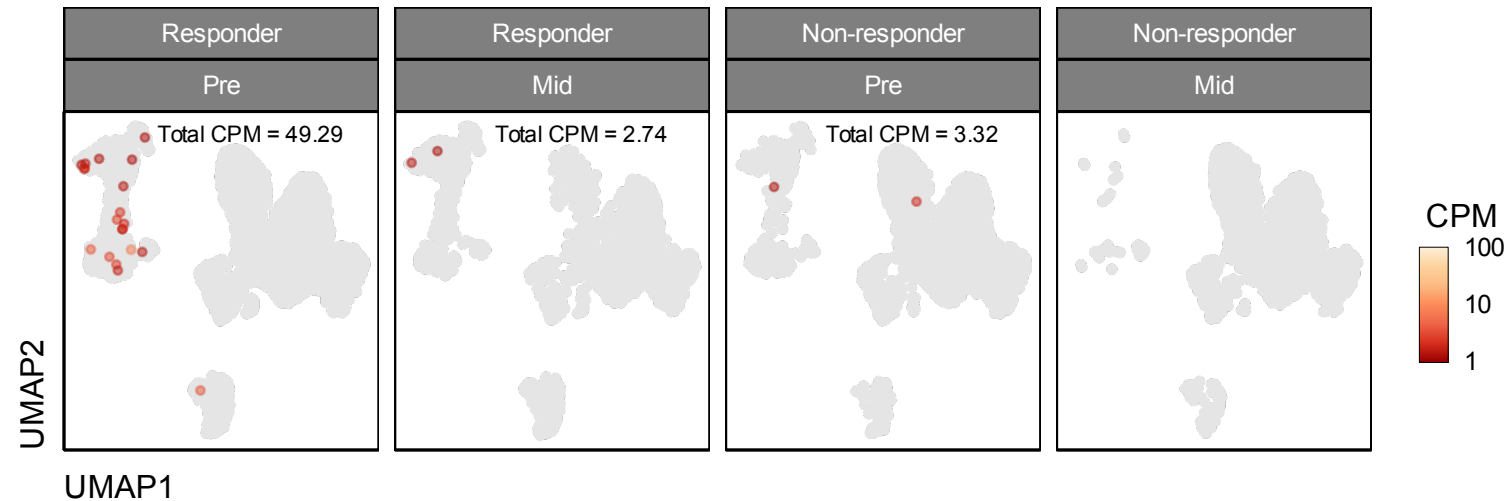 Responder
Responder
Non-responder
Non-responder
Pre
Mid
Pre
Mid
Total CPM = 49.29
Total CPM = 2.74
Total CPM = 3.32
CPM
100
10
1
UMAP2
UMAP1